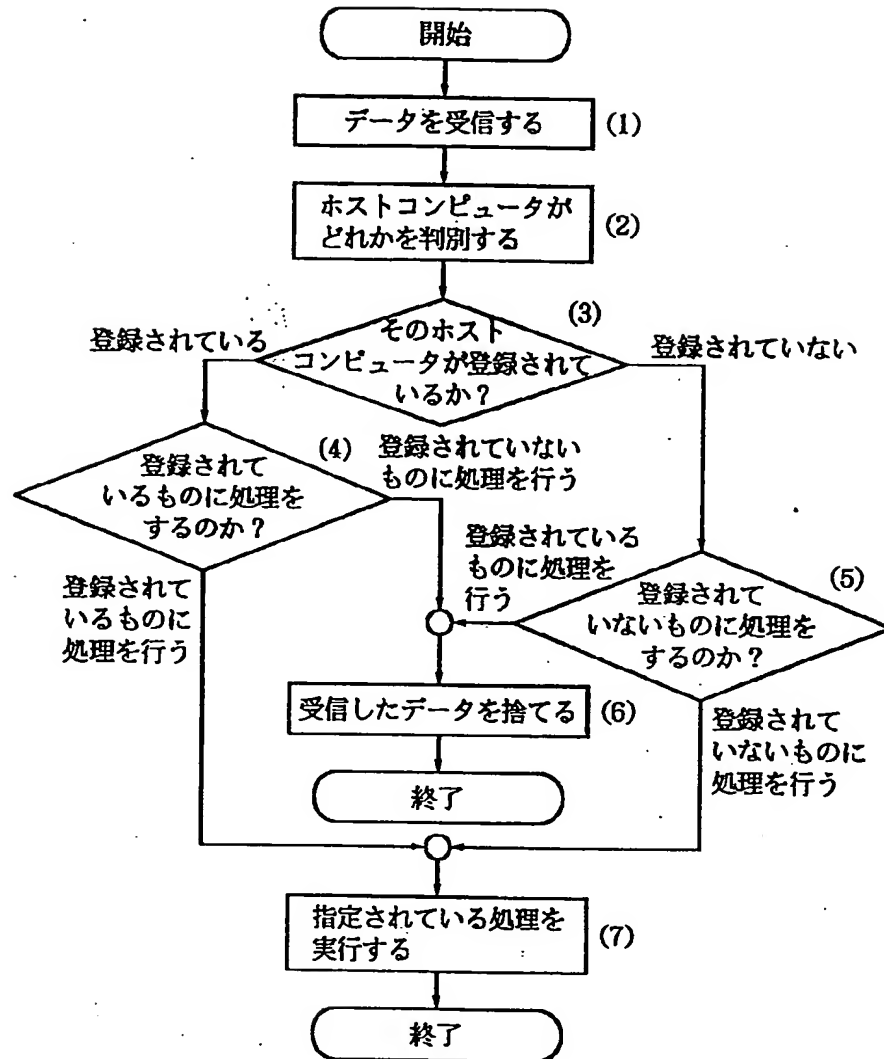 開始
データを受信する
(1)
ホストコンピュータが
どれかを判別する
(2)
(3)
そのホスト
コンピュータが登録されて
いるか?
登録されている
登録されていない
(4)
登録されて
いるものに処理を
するのか?
登録されていない
ものに処理を行う
登録されている
ものに処理を
行う
(5)
登録されて
いないものに処理を
するのか?
登録されて
いるものに
処理を行う
受信したデータを捨てる
(6)
登録されて
いないものに
処理を行う
終了
指定されている処理を
実行する
(7)
終了